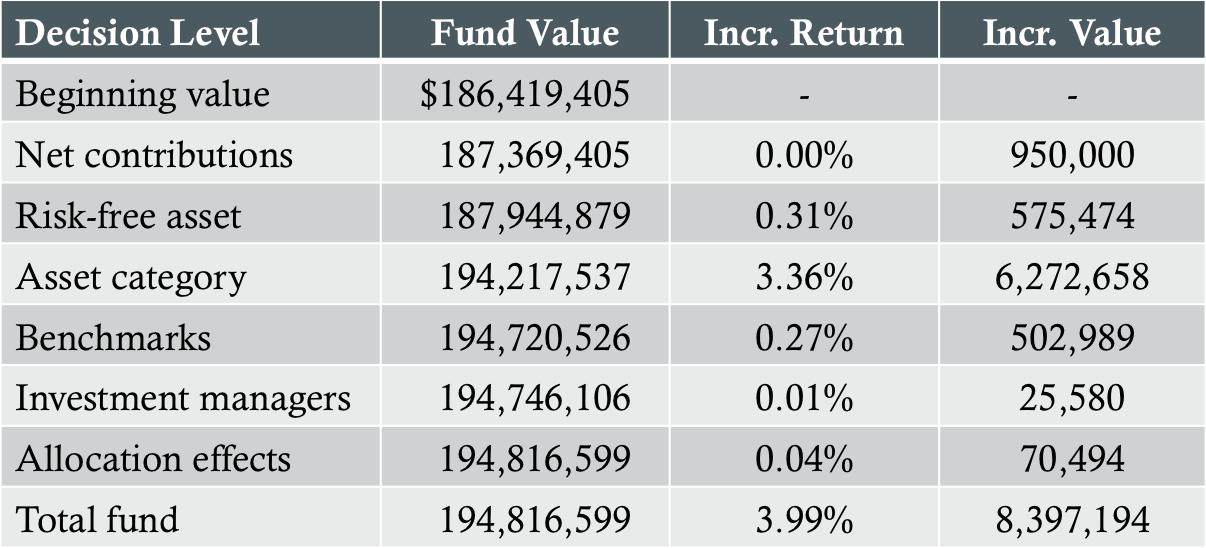 Decision Level Fund Value Incr. Return Incr. Value
Beginning value $186,419,405 - -
Net contributions 187,369,405 0.00% 950,000
Risk-free asset 187,944,879 0.31% 575,474
Asset category 194,217,537 3.36% 6,272,658
Benchmarks 194,720,526 0.27% 502,989
Investment managers 194,746,106 0.01% 25,580
Allocation effects 194,816,599 0.04% 70,494
Total fund 194,816,599 3.99% 8,397,194